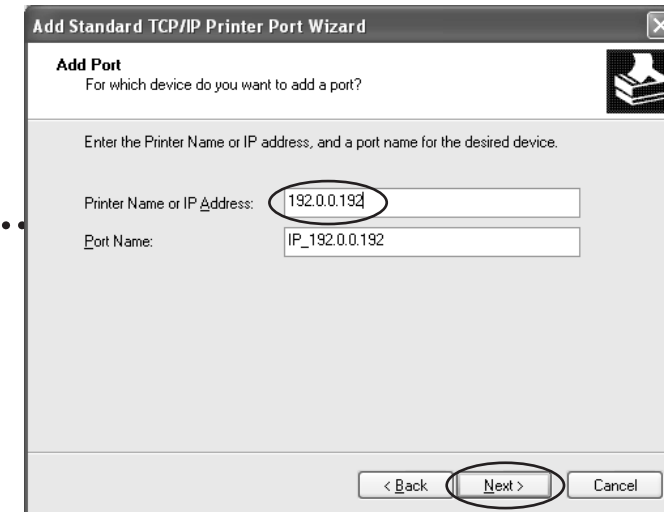 Add Standard TCP/IP Printer Port Wizard
Add Port
For which device do you want to add a port?
Enter the Printer Name or IP address, and a port name for the desired device.
Printer Name or IP Address: 192.0.0.192
Port Name: IP_192.0.0.192
< Back Next > Cancel